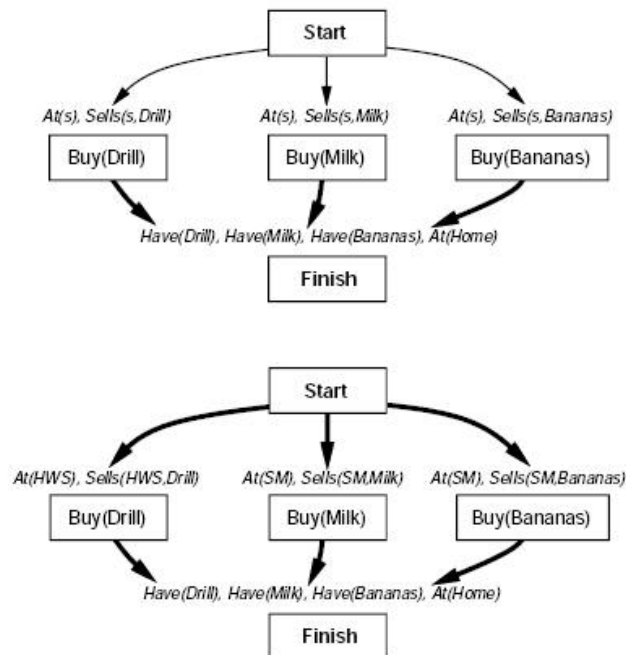 Start
At(s), Sells(s,Drill) At(s), Sells(s,Milk) At(s), Sells(s,Bananas)
Buy(Drill) Buy(Milk) Buy(Bananas)
Have(Drill), Have(Milk), Have(Bananas), At(Home)
Finish
Start
At(HWS), Sells(HWS,Drill) At(SM), Sells(SM,Milk) At(SM), Sells(SM,Bananas)
Buy(Drill) Buy(Milk) Buy(Bananas)
Have(Drill), Have(Milk), Have(Bananas), At(Home)
Finish